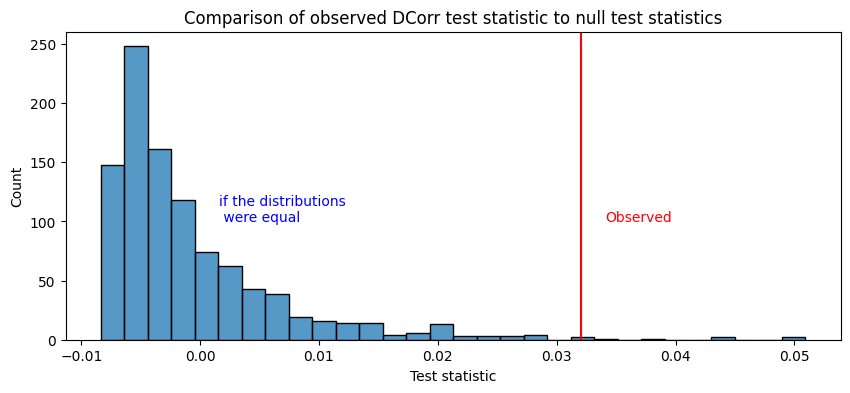 Comparison of observed DCorr test statistic to null test statistics
250
200
150
100
50
0
Count
if the distributions
were equal
Observed
−0.01
0.00
0.01
0.02
0.03
0.04
0.05
Test statistic